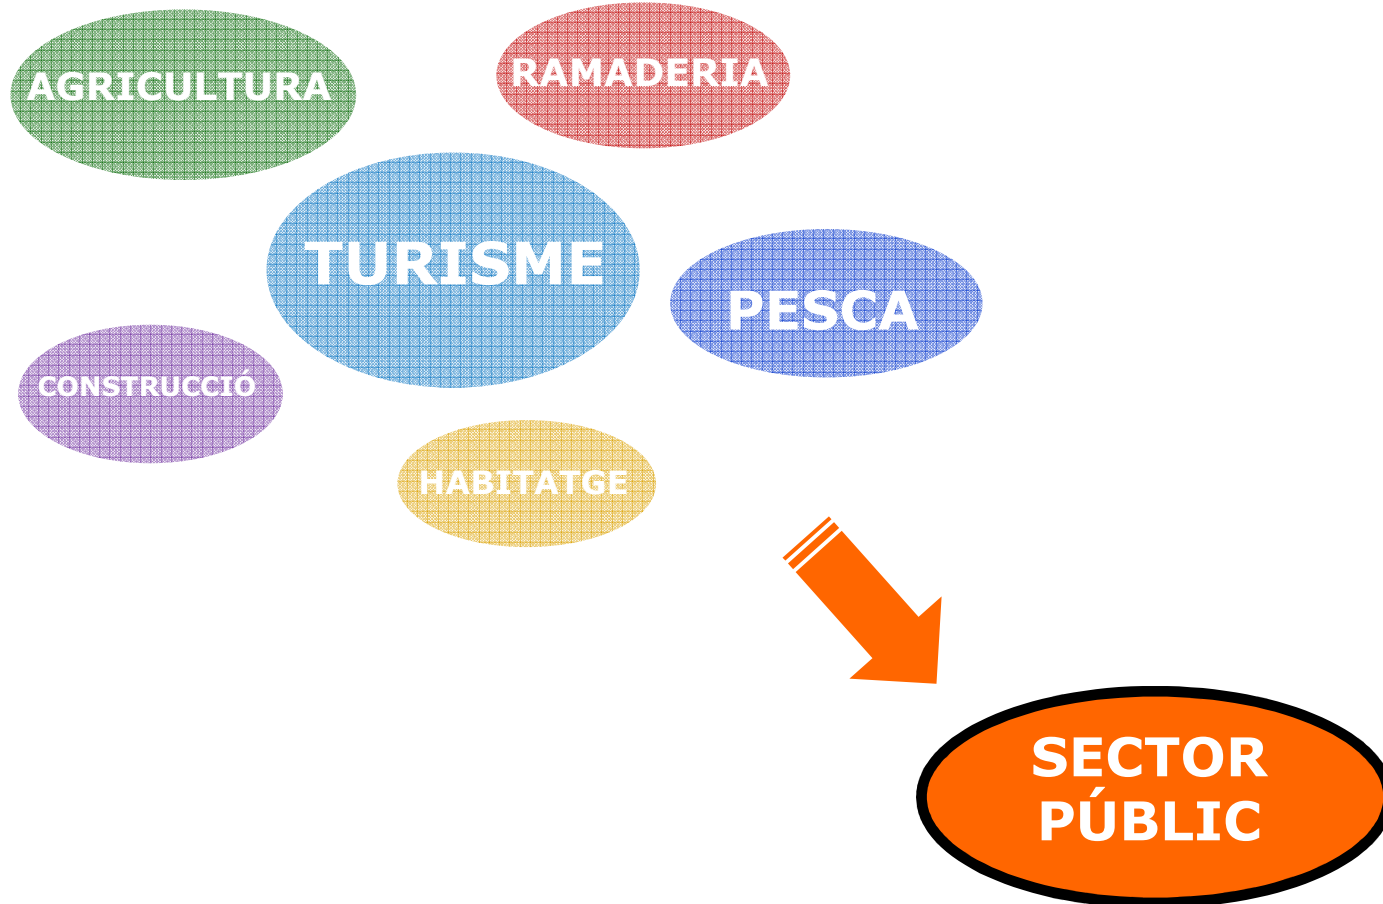 AGRICULTURA
RAMADERIA
TURISME
PESCA
CONSTRUCCIÓ
HABITATGE
SECTOR
PÚBLIC